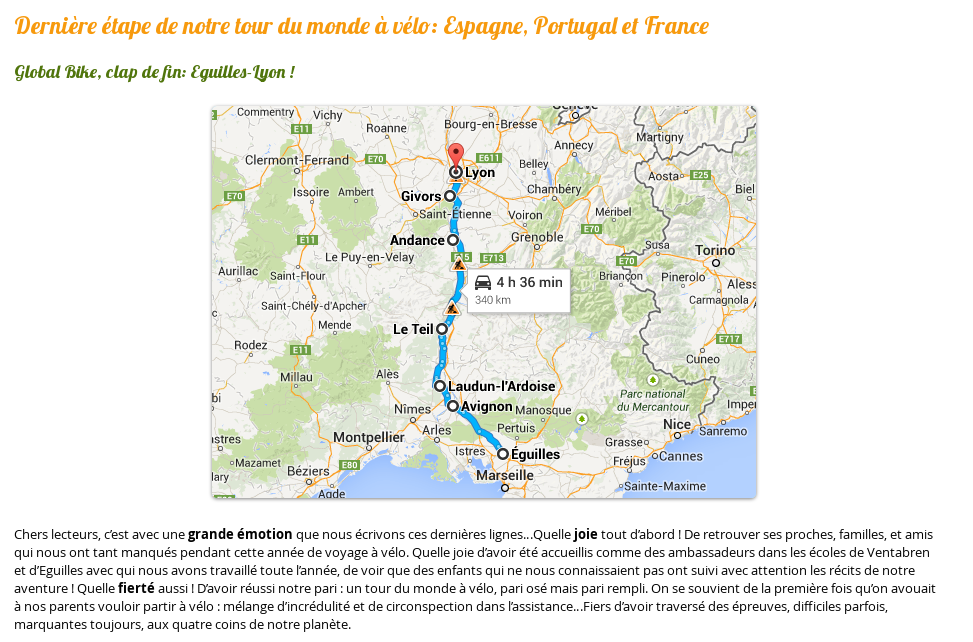 Dernière étape de notre tour du monde à vélo: Espagne, Portugal et France
Global Bike, clap de fin: Eguilles-Lyon !
Genève
Commentry
Vichy
E11
Roanne
Bourg-en-Bresse
Martigny
Annecy
Clermont-Ferrand
E70
E611
Belley
Lyon
Aosta
E25
Issoire
Ambert
Givors
Chambéry
Biel
E70
Saint-Étienne
Voiron
Méribel
E11
Andance
Grenoble
E70
Susa
Torino
Le Puy-en-Velay
E15
E713
E70
Aurillac
Saint-Flour
4 h 36 min
340 km
Briançon
Pinerolo
Aless
Carmagnola
Saint-Chély-d'Apcher
Mende
Le Teil
Rodez
E11
E717
Cuneo
Millau
Alès
Laudun-l'Ardoise
Parc national
du Mercantour
bi
Nîmes
Avignon
Manosque
Imper
Arles
Pertuis
Nice
Sanremo
stres
Montpellier
Grasse
Mazamet
E80
Istres
Éguilles
Cannes
Béziers
Fréjus
lary
Marseille
Agde
Sainte-Maxime
Chers lecteurs, c'est avec une grande émotion que nous écrivons ces dernières lignes...Quelle joie tout d'abord ! De retrouver ses proches, familles, et amis
qui nous ont tant manqués pendant cette année de voyage à vélo. Quelle joie d'avoir été accueillis comme des ambassadeurs dans les écoles de Ventabren
et d'Eguilles avec qui nous avons travaillé toute l'année, de voir que des enfants qui ne nous connaissaient pas ont suivi avec attention les récits de notre
aventure ! Quelle fierté aussi ! D'avoir réussi notre pari : un tour du monde à vélo, pari osé mais pari rempli. On se souvient de la première fois qu'on avouait
à nos parents vouloir partir à vélo : mélange d'incrédulité et de circonspection dans l'assistance...Fiers d'avoir traversé des épreuves, difficiles parfois,
marquantes toujours, aux quatre coins de notre planète.